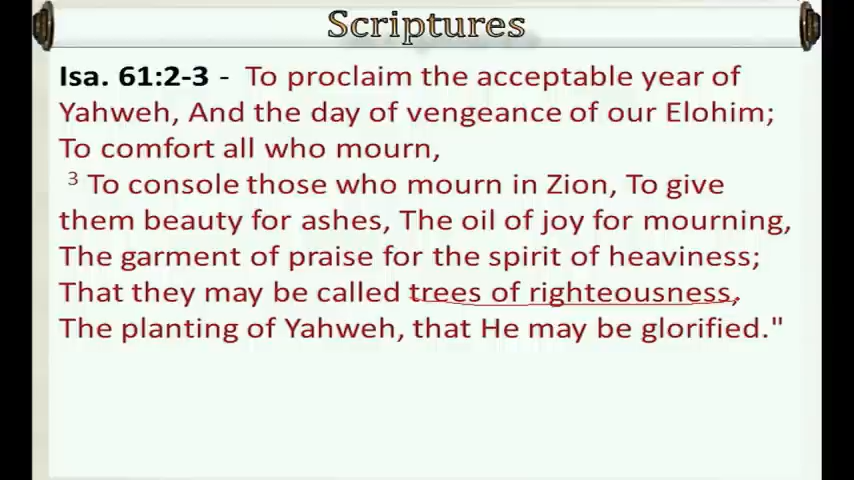 Scriptures
Isa. 61:2-3 - To proclaim the acceptable year of
Yahweh, And the day of vengeance of our Elohim;
To comfort all who mourn,
3 To console those who mourn in Zion, To give
them beauty for ashes, The oil of joy for mourning,
The garment of praise for the spirit of heaviness;
That they may be called trees of righteousness,
The planting of Yahweh, that He may be glorified."